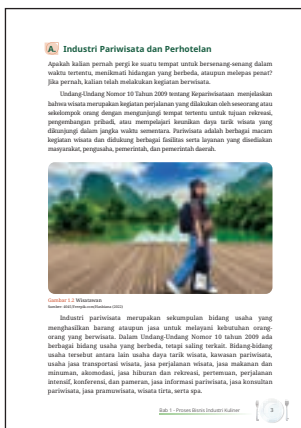 A. Industri Pariwisata dan Perhotelan
Apakah kalian pernah pergi ke suatu tempat untuk bersenang-senang dalam
waktu tertentu, menikmati hidangan yang berbeda, ataupun melepas penat?
Jika pernah, kalian telah melakukan kegiatan berwisata.
Undang-Undang Nomor 10 Tahun 2009 tentang Kepariwisataan menjelaskan
bahwa wisata merupakan kegiatan perjalanan yang dilakukan oleh seseorang atau
sekelompok orang dengan mengunjungi tempat tertentu untuk tujuan rekreasi,
pengembangan pribadi, atau mempelajari keunikan daya tarik wisata yang
dikunjungi dalam jangka waktu sementara. Pariwisata adalah berbagai macam
kegiatan wisata dan didukung berbagai fasilitas serta layanan yang disediakan
masyarakat, pengusaha, pemerintah, dan pemerintah daerah.
Gambar 1.2 Wisatawan
Industri pariwisata merupakan sekumpulan bidang usaha yang
menghasilkan barang ataupun jasa untuk melayani kebutuhan orang-
orang yang berwisata. Dalam Undang-Undang Nomor 10 tahun 2009 ada
berbagai bidang usaha yang berbeda, tetapi saling terkait. Bidang-bidang
usaha tersebut antara lain usaha daya tarik wisata, kawasan pariwisata,
usaha jasa transportasi wisata, jasa perjalanan wisata, jasa makanan dan
minuman, akomodasi, jasa hiburan dan rekreasi, pertemuan, perjalanan
intensif, konferensi, dan pameran, jasa informasi pariwisata, jasa konsultan
pariwisata, jasa pramuwisata, wisata tirta, serta spa.
Bab 1 - Proses Bisnis Industri Kuliner
3